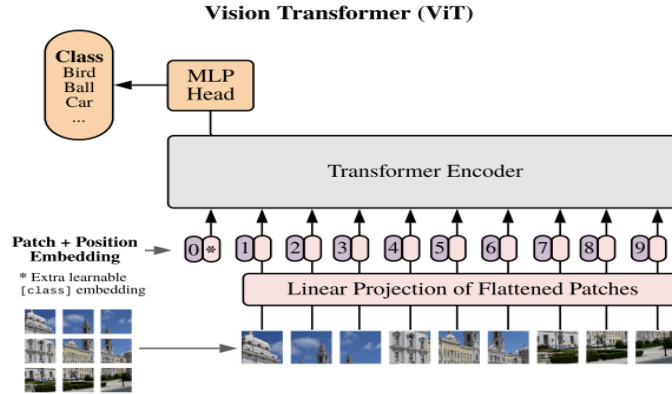 Vision Transformer (ViT)
Class
Bird
Ball
Car
...
MLP
Head
Transformer Encoder
Patch + Position
Embedding
0 * 1 2 3 4 5 6 7 8 9
* Extra learnable
[class] embedding
Linear Projection of Flattened Patches